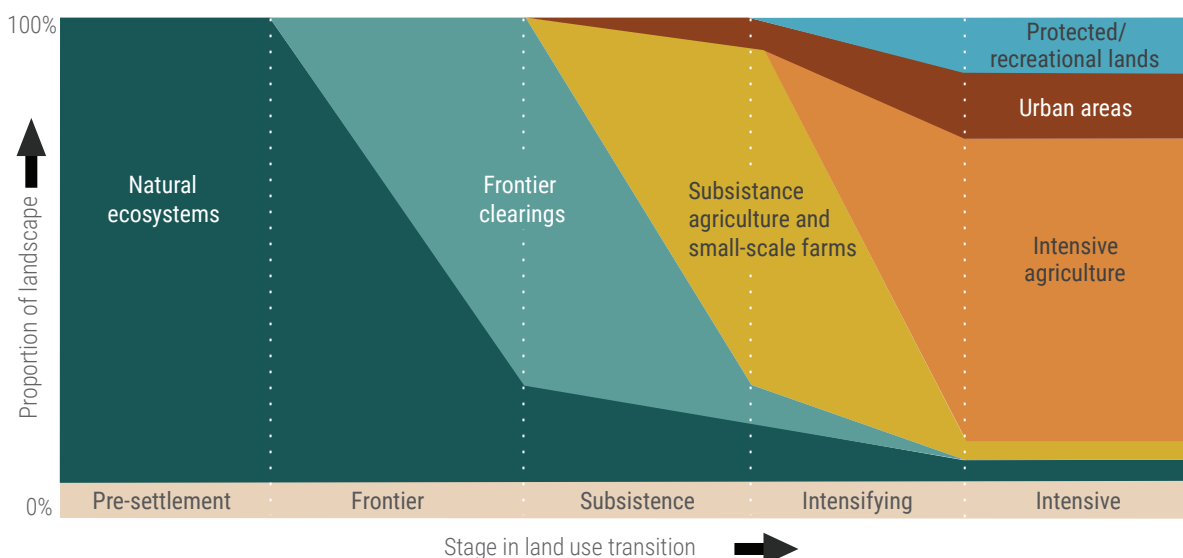 100%
Proportion of landscape
0%
Natural
ecosystems
Frontier
clearings
Subsistance
agriculture and
small-scale farms
Protected/
recreational lands
Urban areas
Intensive
agriculture
Pre-settlement
Frontier
Subsistence
Intensifying
Intensive
Stage in land use transition